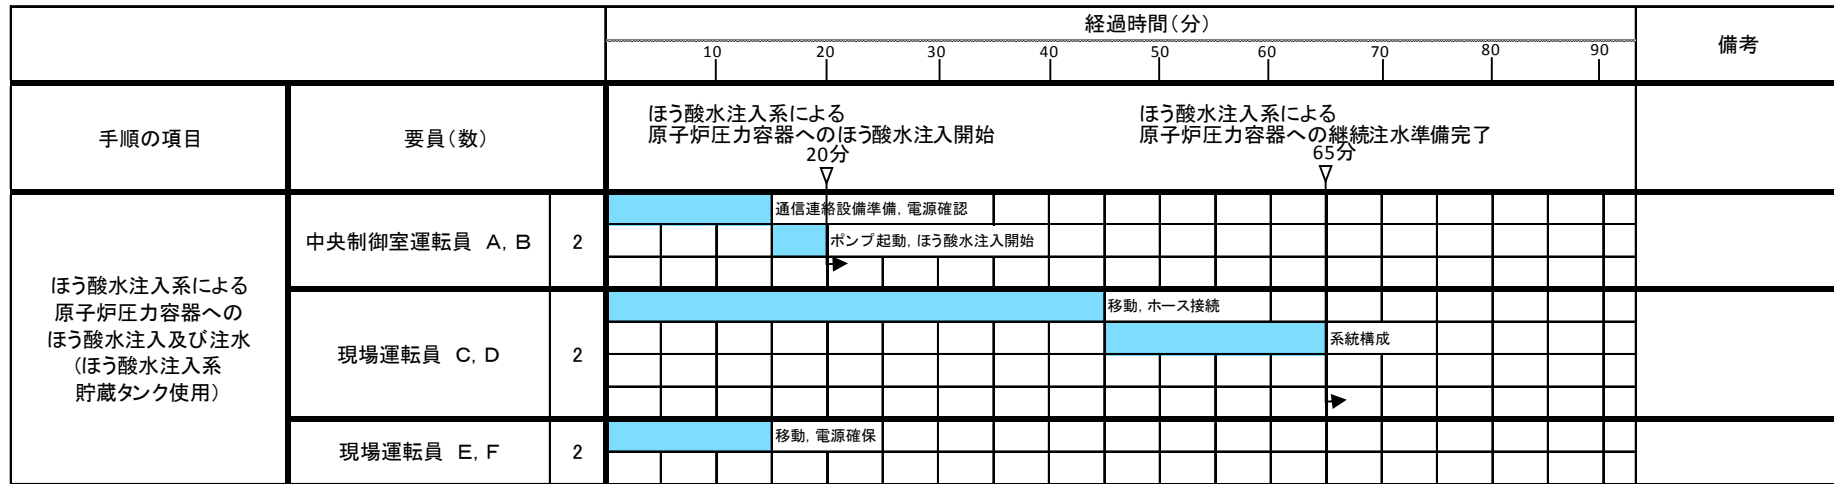 経過時間(分)
10 20 30 40 50 60 70 80 90
備考
手順の項目
要員(数)
ほう酸水注入系による
原子炉圧力容器へのほう酸水注入開始
20分
ほう酸水注入系による
原子炉圧力容器への継続注水準備完了
65分
ほう酸水注入系による
原子炉圧力容器への
ほう酸水注入及び注水
(ほう酸水注入系
貯蔵タンク使用)
中央制御室運転員 A, B
2
通信連絡設備準備, 電源確認
ポンプ起動, ほう酸水注入開始
現場運転員 C, D
2
移動, ホース接続
系統構成
現場運転員 E, F
2
移動, 電源確保